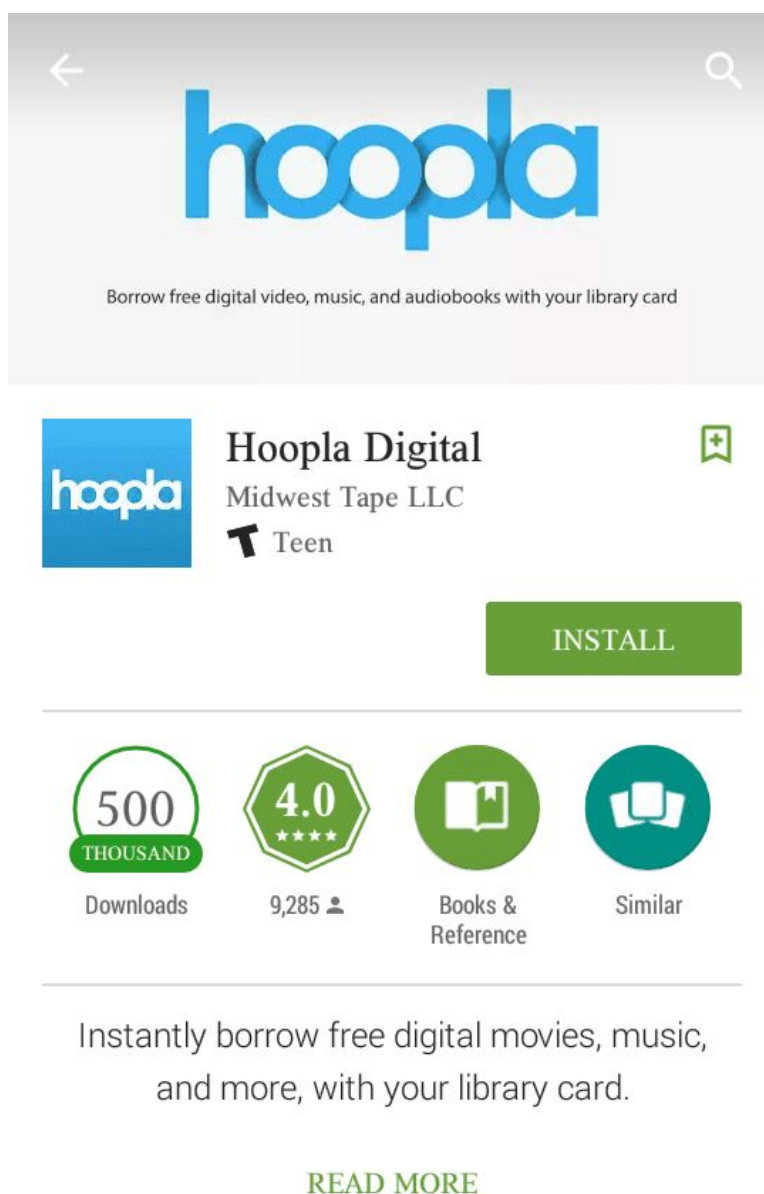 hoopla
Borrow free digital video, music, and audiobooks with your library card
hoopla
Hoopla Digital
Midwest Tape LLC
T Teen
INSTALL
500
THOUSAND
Downloads
4.0
9,285
Books &
Reference
Similar
Instantly borrow free digital movies, music,
and more, with your library card.
READ MORE